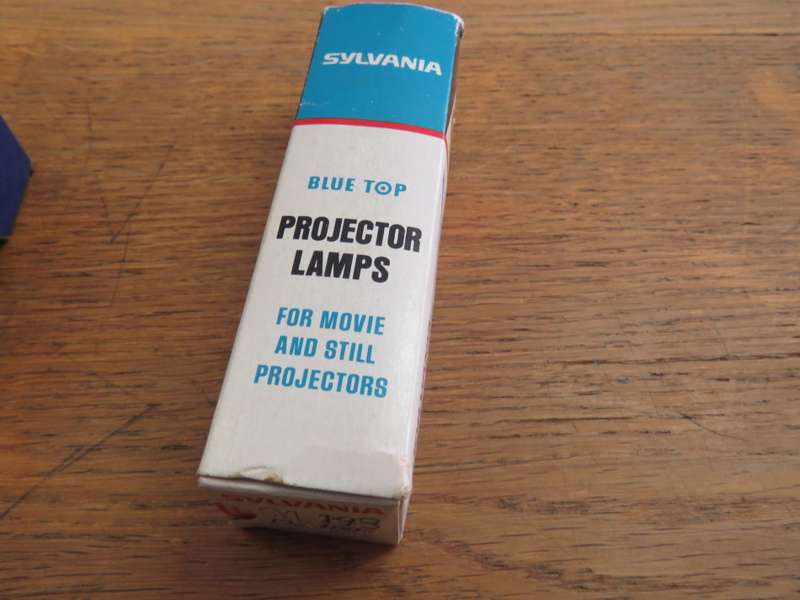 SYLVANIA
BLUE TOP
PROJECTOR
LAMPS
FOR MOVIE
AND STILL
PROJECTORS
SYLVANIA